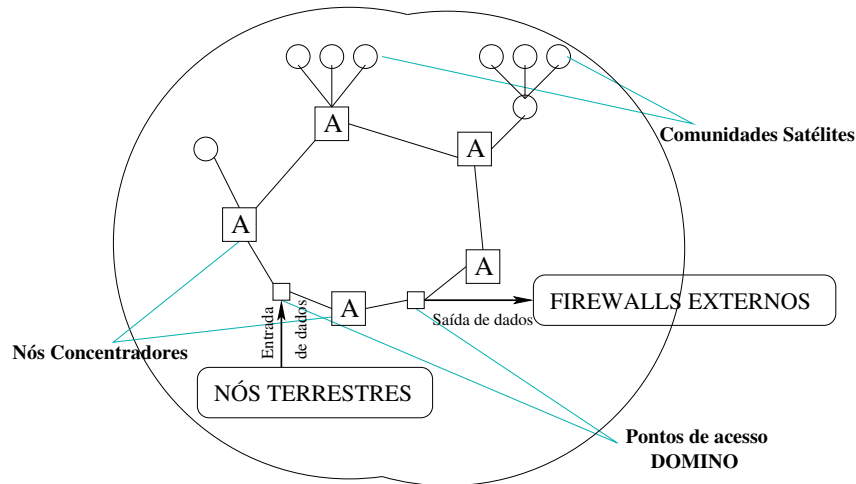 A
A
Comunidades Satélites
A
A
A
FIREWALLS EXTERNOS
Saída de dados
Entrada
de dados
Nós Concentradores
NÓS TERRESTRES
Pontos de acesso
DOMINO